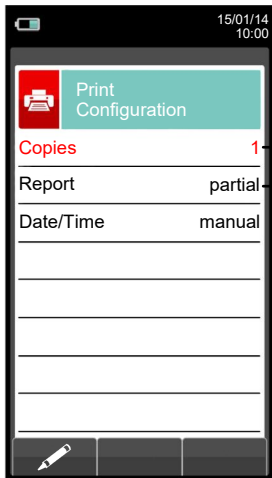 15/01/14
10:00
Print
Configuration
Copies 1
Report partial
Date/Time manual